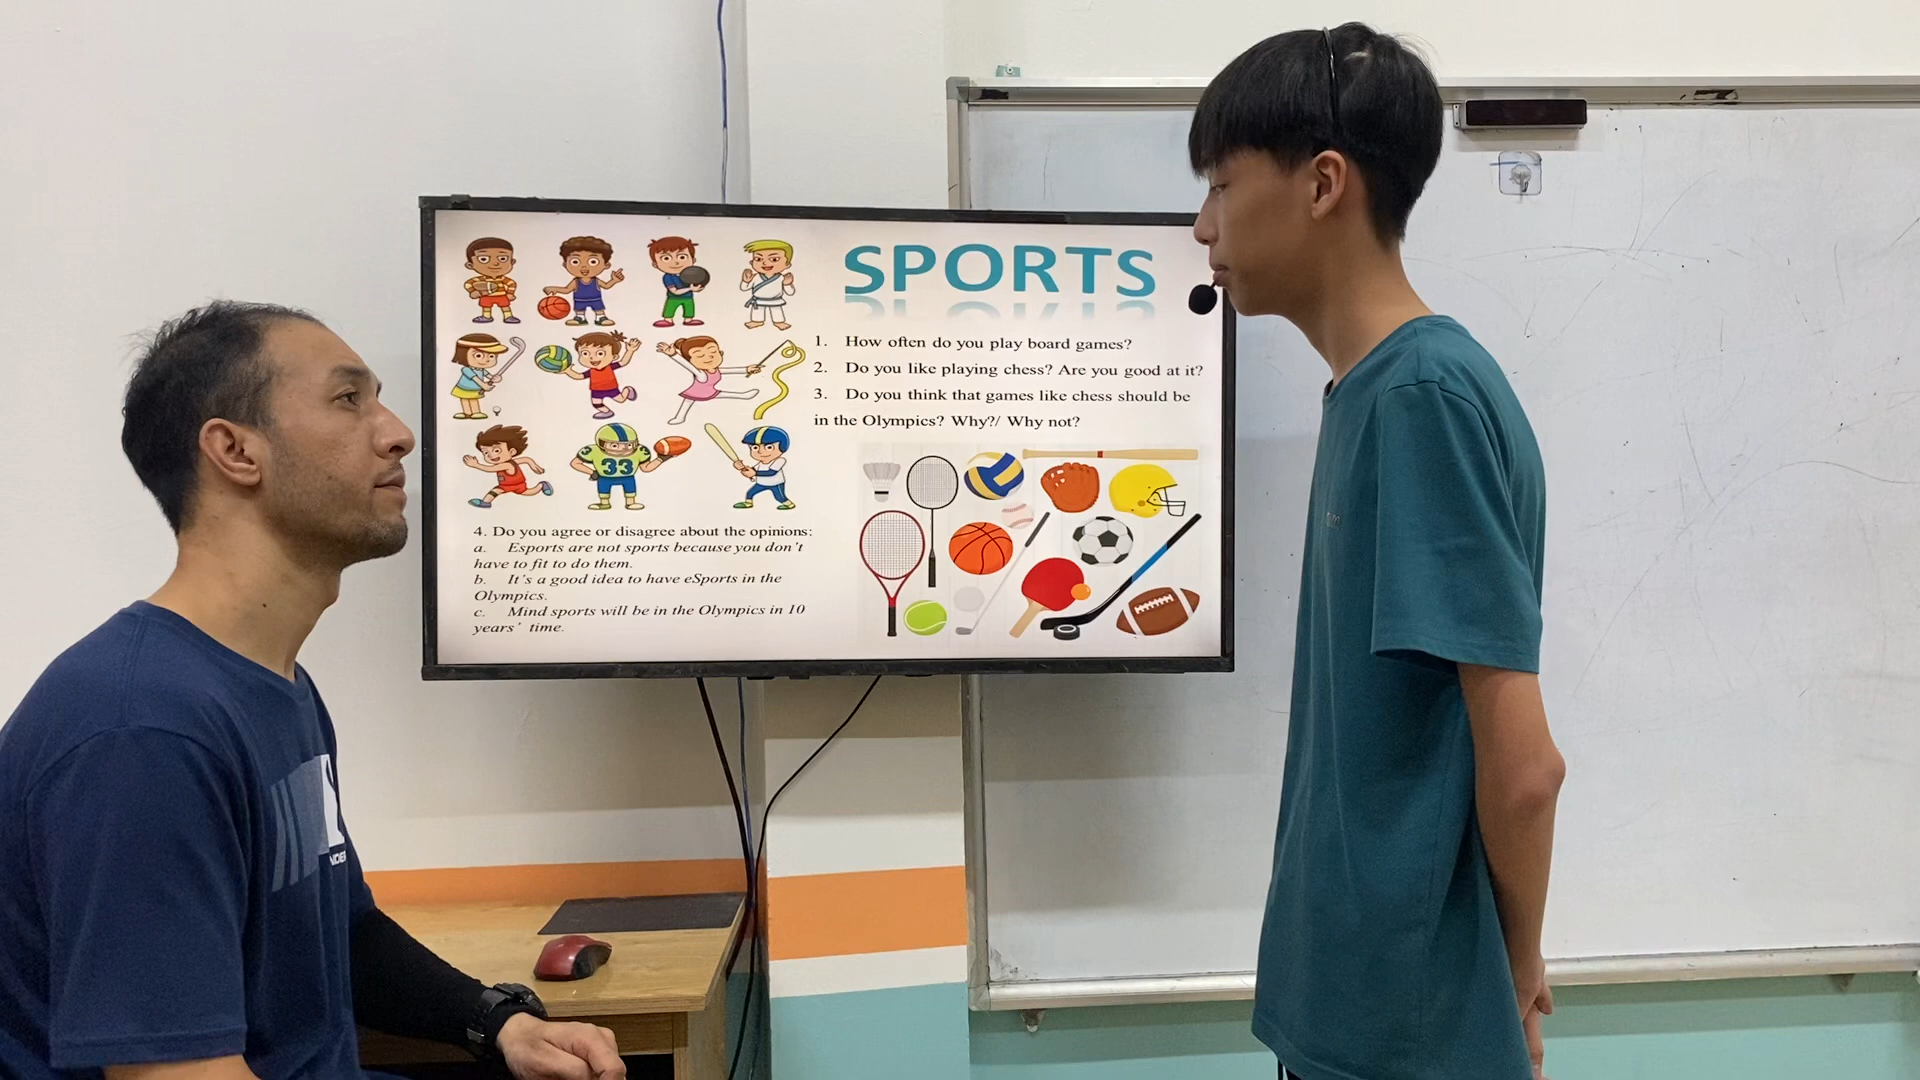 SPORTS
1. How often do you play board games?
2. Do you like playing chess? Are you good at it?
3. Do you think that games like chess should be
in the Olympics? Why?/ Why not?
33
4. Do you agree or disagree about the opinions:
a. Esports are not sports because you don't
have to fit to do them.
b. It's a good idea to have eSports in the
Olympics.
c. Mind sports will be in the Olympics in 10
years' time.